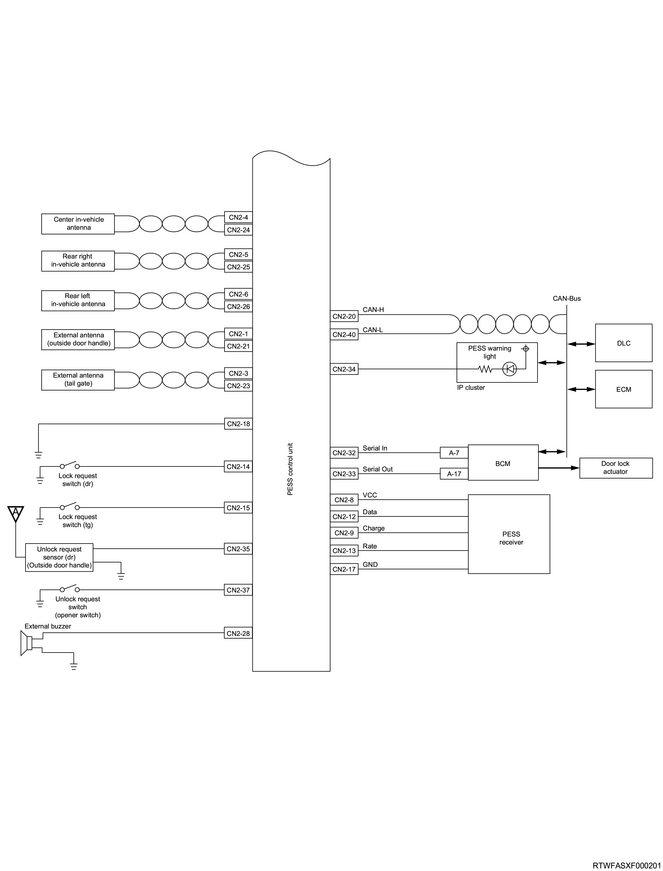 Center in-vehicle
antenna
CN2-4
CN2-24
Rear right
in-vehicle antenna
CN2-5
CN2-25
Rear left
in-vehicle antenna
CN2-6
CN2-26
External antenna
(outside door handle)
CN2-1
CN2-21
External antenna
(tail gate)
CN2-3
CN2-23
CN2-18
CN2-14
Lock request
switch (dr)
CN2-15
Lock request
switch (tg)
A
Unlock request
sensor (dr)
(Outside door handle)
CN2-35
CN2-37
Unlock request
switch
(opener switch)
External buzzer
CN2-28
PESS control unit
CAN-Bus
CN2-20
CAN-H
CN2-40
CAN-L
DLC
PESS warning
light
CN2-34
IP cluster
ECM
CN2-32
Serial In
A-7
CN2-33
Serial Out
A-17
BCM
Door lock
actuator
CN2-8
VCC
CN2-12
Data
CN2-9
Charge
CN2-13
Rate
CN2-17
GND
PESS
receiver
RTWFASXF000201